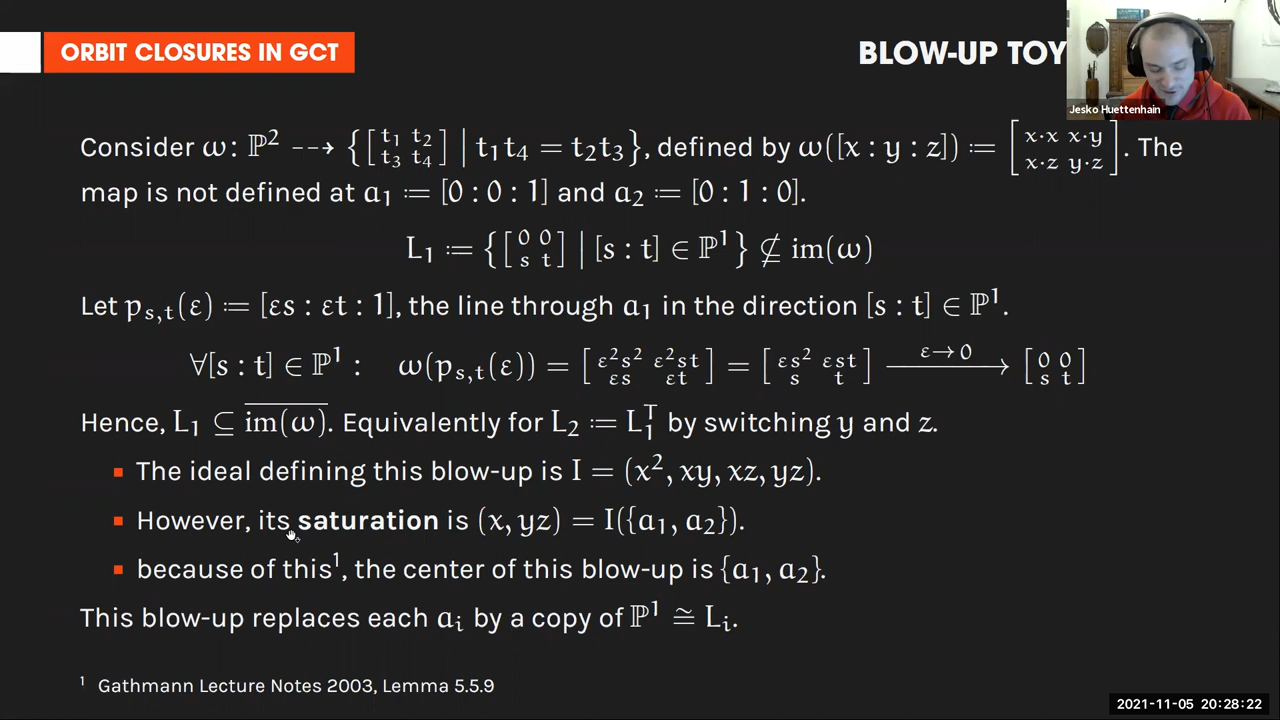 ORBIT CLOSURES IN GCT
BLOW-UP TOY
Jesko Huettenhain
Consider ω: ℙ² ⇢ {[t₁ t₂ t₃ t₄] | t₁t₄ = t₂t₃}, defined by ω([x : y : z]) ≔ [x·x x·y x·z y·z]. The
map is not defined at a₁ ≔ [0 : 0 : 1] and a₂ ≔ [0 : 1 : 0].
L₁ ≔ {[0 0 s t] | [s : t] ∈ ℙ¹} ⊈ im(ω)
Let pₛ,ₜ(ε) ≔ [εs : εt : 1], the line through a₁ in the direction [s : t] ∈ ℙ¹.
∀[s : t] ∈ ℙ¹ : ω(pₛ,ₜ(ε)) = [ε²s² ε²st εs εt] = [εs² εst s t] ε→0 ⟶ [0 0 s t]
Hence, L₁ ⊆ \overline{im(ω)}. Equivalently for L₂ ≔ L₁ᵀ by switching y and z.
▪ The ideal defining this blow-up is I = (x², xy, xz, yz).
▪ However, its saturation is (x, yz) = I({a₁, a₂}).
▪ because of this¹, the center of this blow-up is {a₁, a₂}.
This blow-up replaces each aᵢ by a copy of ℙ¹ ≅ Lᵢ.
¹ Gathmann Lecture Notes 2003, Lemma 5.5.9
2021-11-05 20:28:22